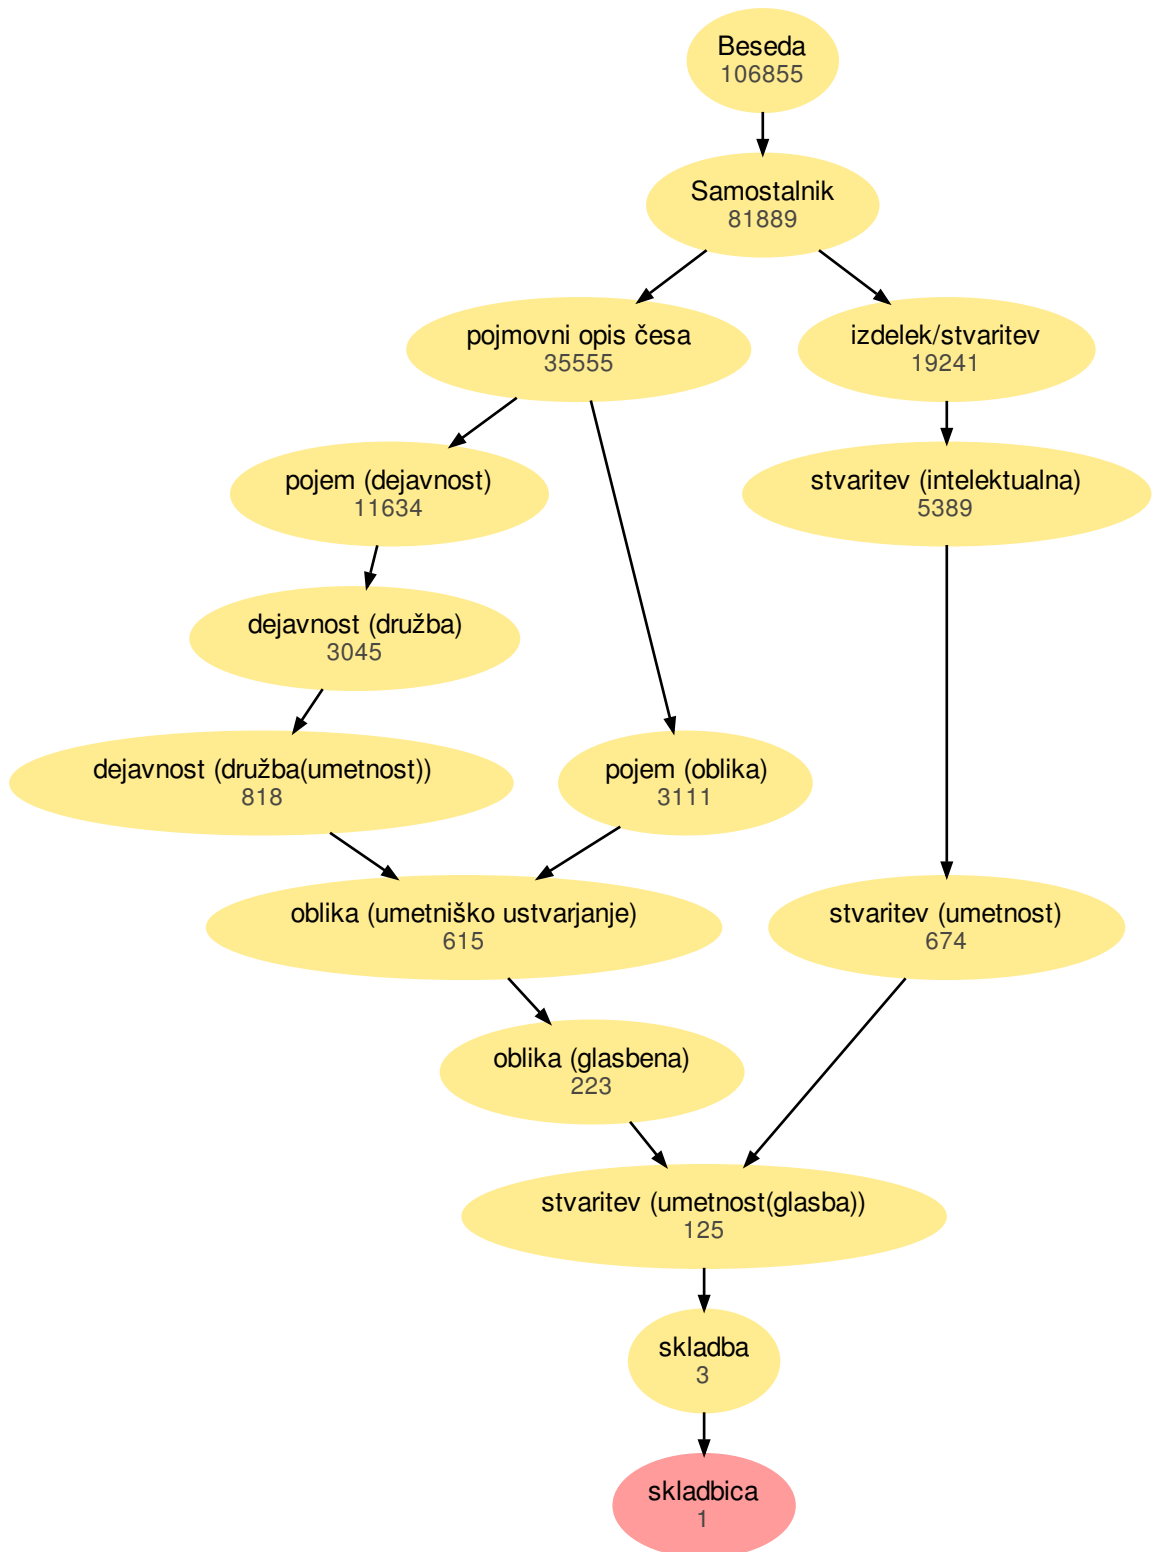 Beseda
106855
Samostalnik
81889
pojmovni opis česa
35555
izdelek/stvaritev
19241
pojem (dejavnost)
11634
stvaritev (intelektualna)
5389
dejavnost (družba)
3045
dejavnost (družba(umetnost))
818
pojem (oblika)
3111
oblika (umetniško ustvarjanje)
615
stvaritev (umetnost)
674
oblika (glasbena)
223
stvaritev (umetnost(glasba))
125
skladba
3
skladbica
1